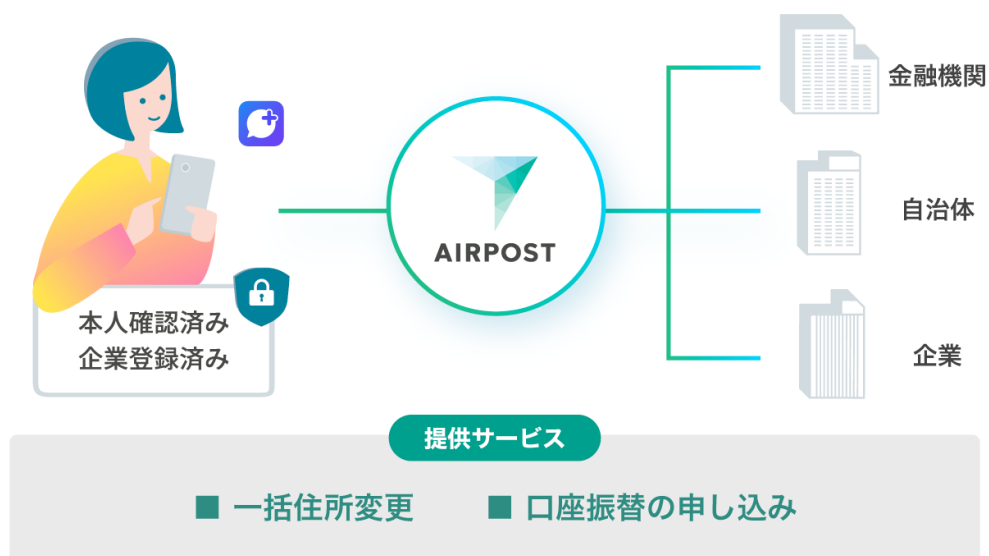 金融機関
自治体
AIRPOST
本人確認済み
企業登録済み
企業
提供サービス
■ 一括住所変更
■ 口座振替の申し込み